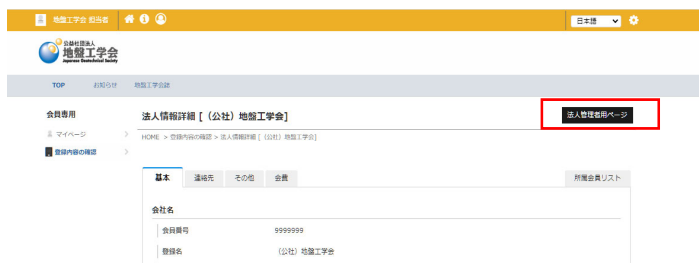 地盤工学会 担当者
日本語
公益社団法人
地盤工学会
Japanese Geotechnical Society
TOP お知らせ 地盤工学会誌
会員専用
マイページ
登録内容の確認
法人情報詳細 [（公社）地盤工学会]
法人管理者用ページ
HOME > 登録内容の確認 > 法人情報詳細 [（公社）地盤工学会]
基本 連絡先 その他 会費 所属会員リスト
会社名
会員番号 9999999
登録名 （公社）地盤工学会